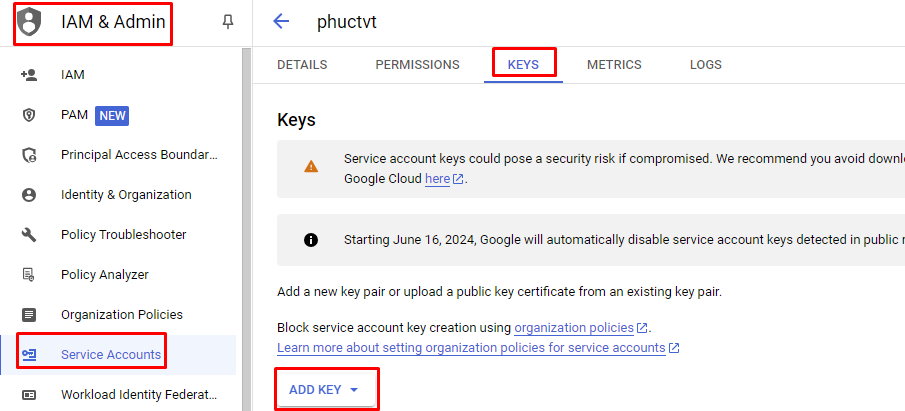 IAM & Admin
IAM
PAM NEW
Principal Access Boundar...
Identity & Organization
Policy Troubleshooter
Policy Analyzer
Organization Policies
Service Accounts
Workload Identity Federat...
phuctvt
DETAILS PERMISSIONS KEYS METRICS LOGS
Keys
Service account keys could pose a security risk if compromised. We recommend you avoid downl
Google Cloud here.
Starting June 16, 2024, Google will automatically disable service account keys detected in public
Add a new key pair or upload a public key certificate from an existing key pair.
Block service account key creation using organization policies.
Learn more about setting organization policies for service accounts
ADD KEY